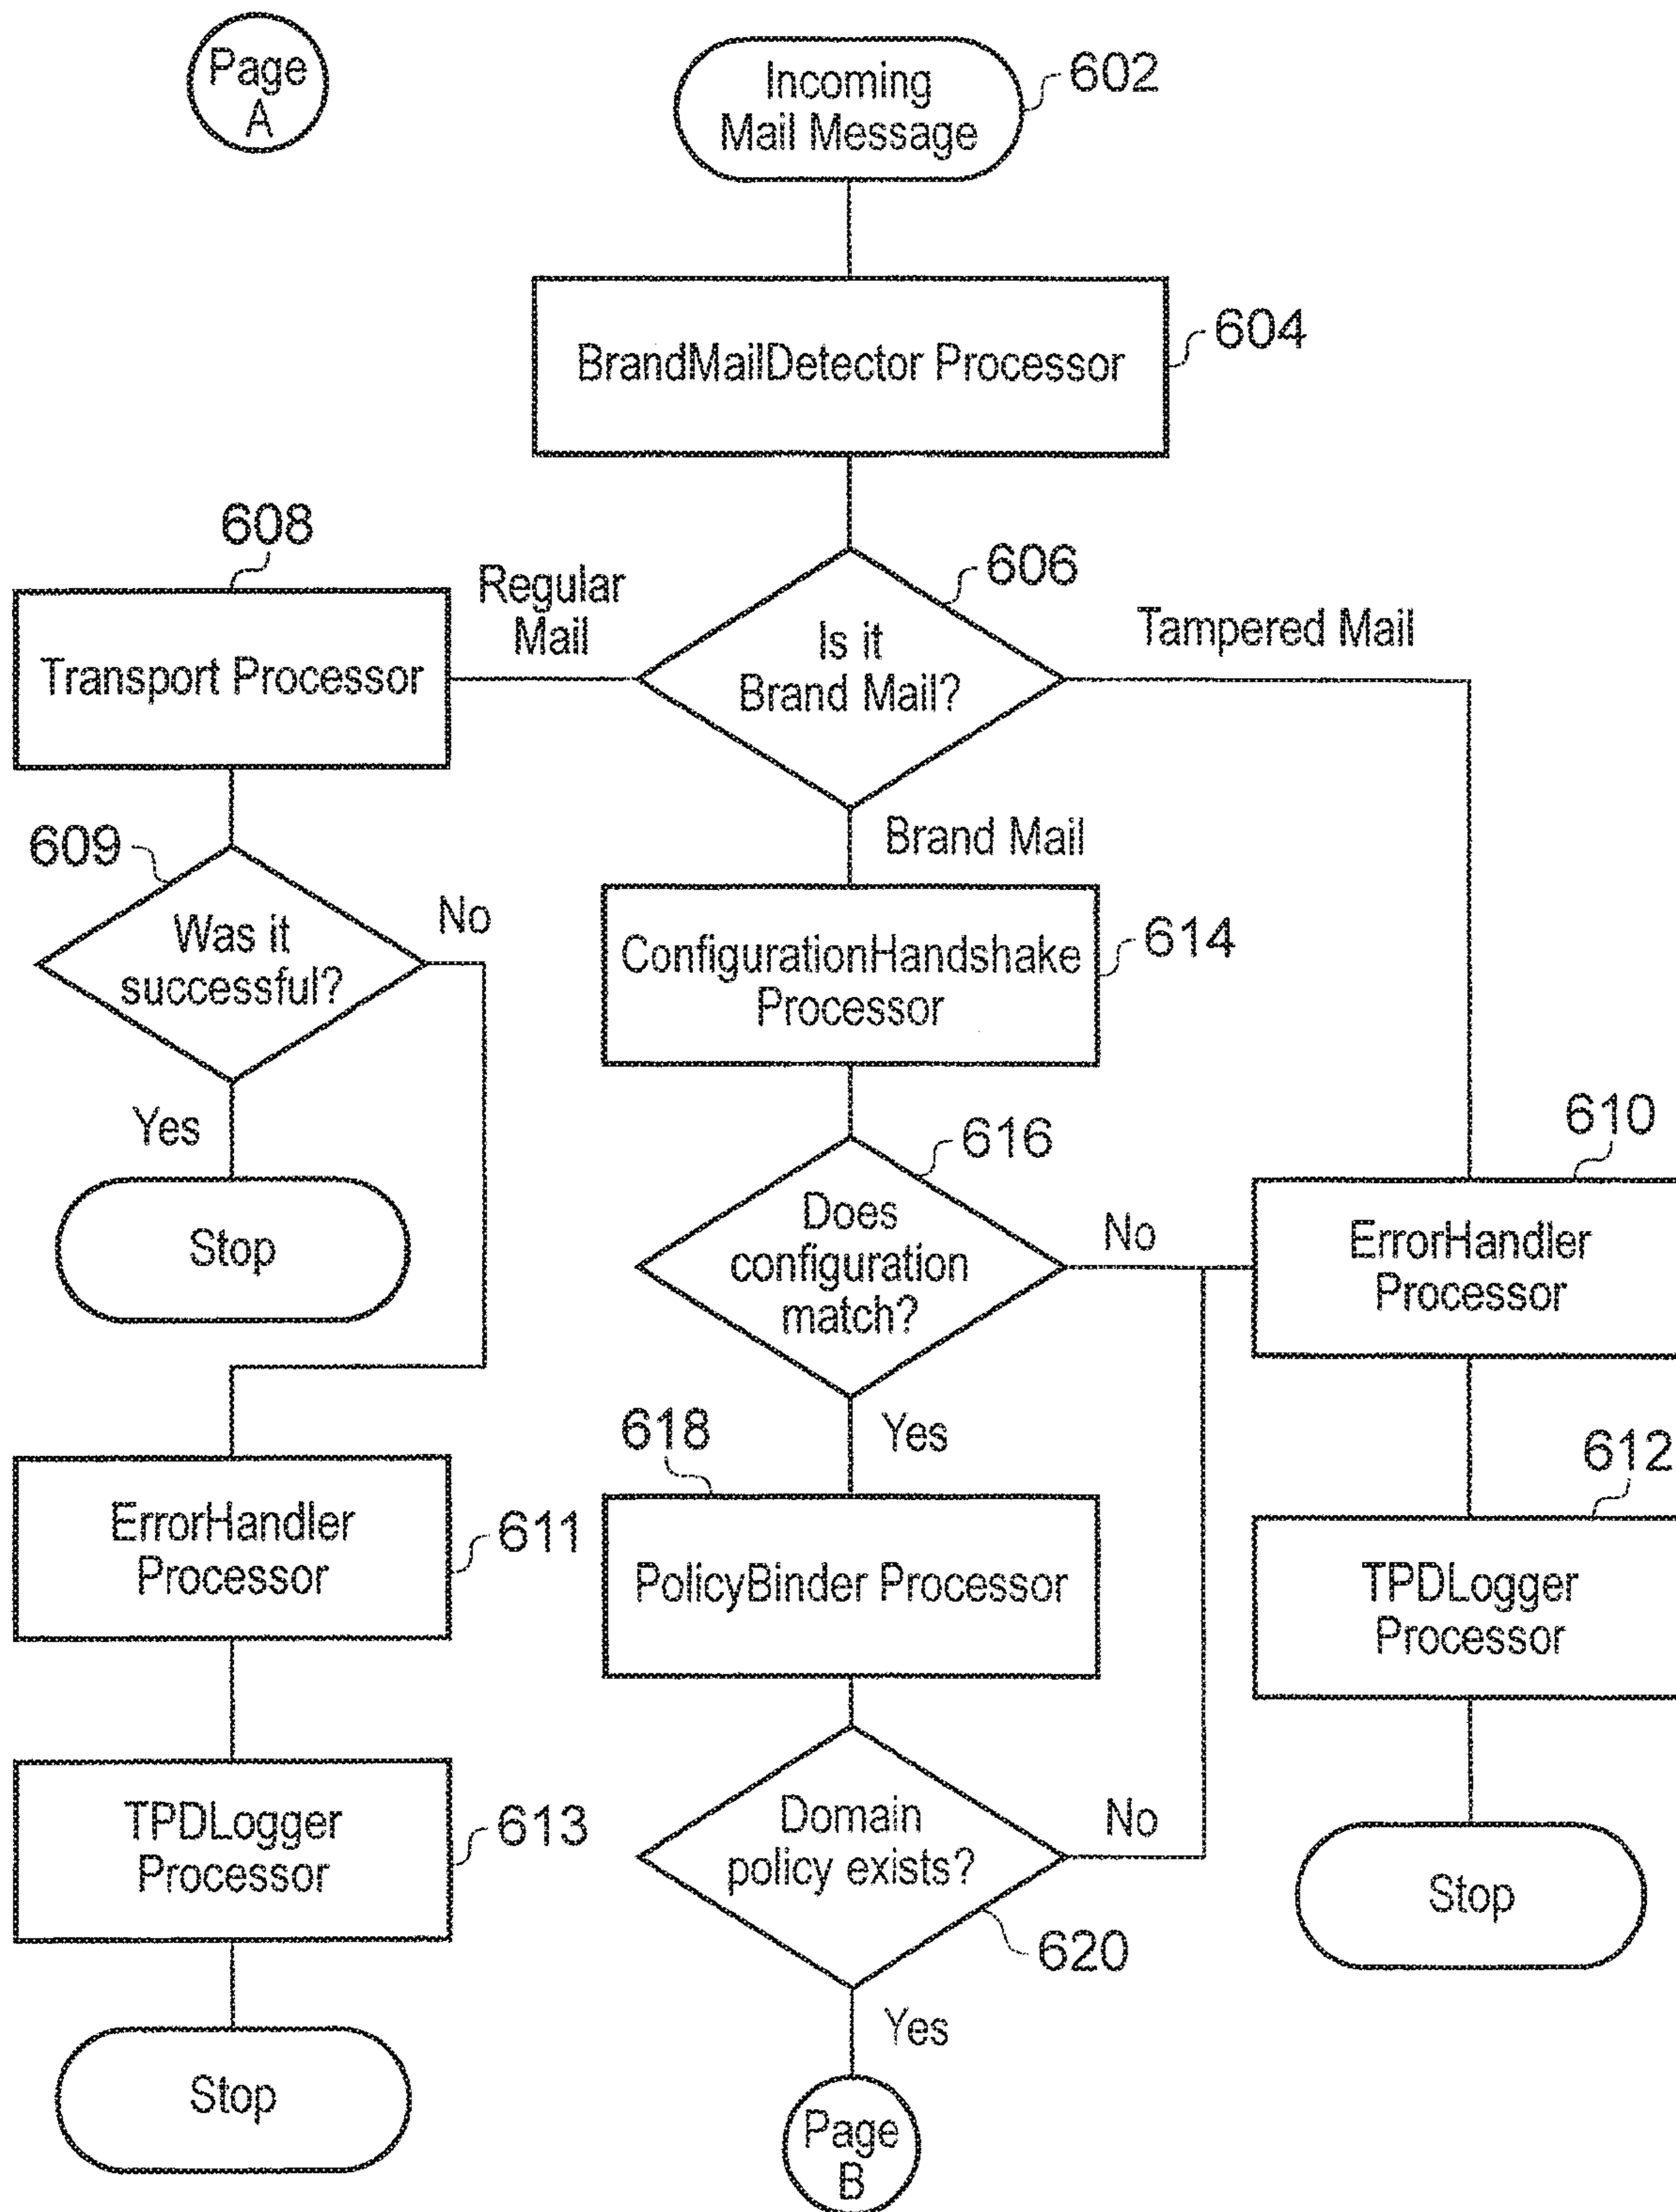 Page
A
Incoming
Mail Message
602
BrandMailDetector Processor
604
608
Transport Processor
Regular
Mail
Is it
Brand Mail?
606
Tampered Mail
609
Was it
successful?
No
Yes
Stop
Brand Mail
ConfigurationHandshake
Processor
614
616
Does
configuration
match?
No
Yes
610
ErrorHandler
Processor
618
PolicyBinder Processor
612
TPDLogger
Processor
ErrorHandler
Processor
611
TPDLogger
Processor
613
Domain
policy exists?
No
620
Yes
Stop
Stop
Page
B